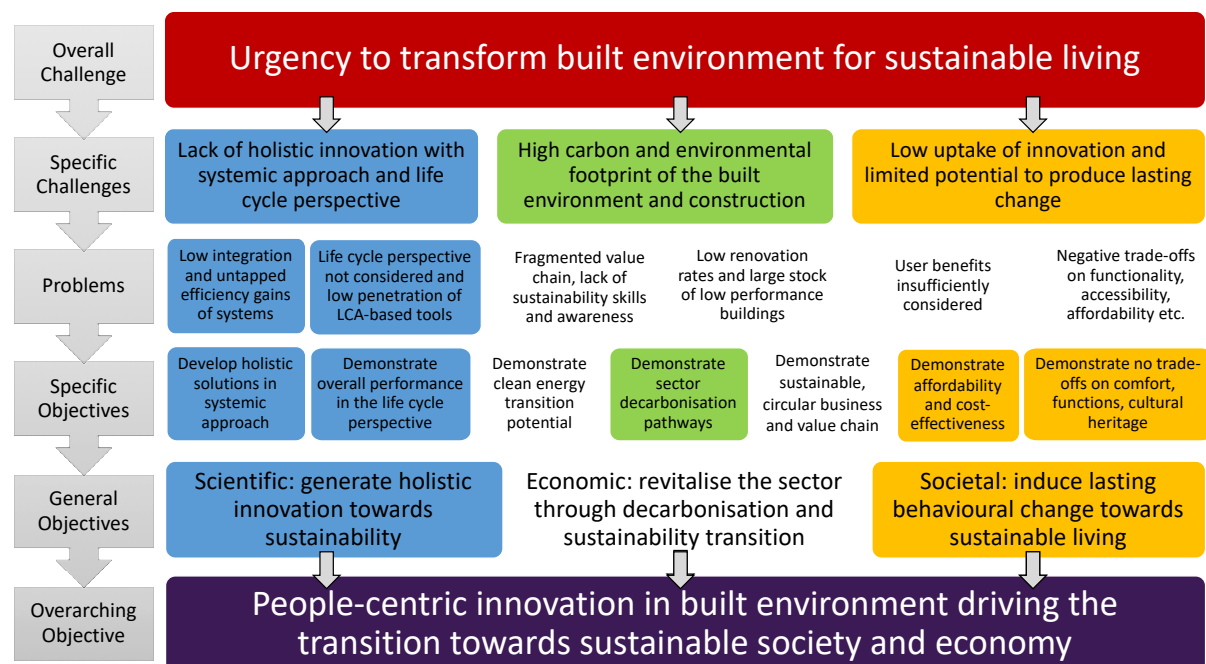 Overall
Challenge
Urgency to transform built environment for sustainable living
Specific
Challenges
Lack of holistic innovation with
systemic approach and life
cycle perspective
High carbon and environmental
footprint of the built
environment and construction
Low uptake of innovation and
limited potential to produce lasting
change
Problems
Low integration
and untapped
efficiency gains
of systems
Life cycle perspective
not considered and
low penetration of
LCA-based tools
Fragmented value
chain, lack of
sustainability skills
and awareness
Low renovation
rates and large stock
of low performance
buildings
User benefits
insufficiently
considered
Negative trade-offs
on functionality,
accessibility,
affordability etc.
Specific
Objectives
Develop holistic
solutions in
systemic
approach
Demonstrate
overall performance
in the life cycle
perspective
Demonstrate
clean energy
transition
potential
Demonstrate
sector
decarbonisation
pathways
Demonstrate
sustainable,
circular business
and value chain
Demonstrate
affordability
and cost-
effectiveness
Demonstrate no trade-
offs on comfort,
functions, cultural
heritage
General
Objectives
Scientific: generate holistic
innovation towards
sustainability
Economic: revitalise the sector
through decarbonisation and
sustainability transition
Societal: induce lasting
behavioural change towards
sustainable living
Overarching
Objective
People-centric innovation in built environment driving the
transition towards sustainable society and economy